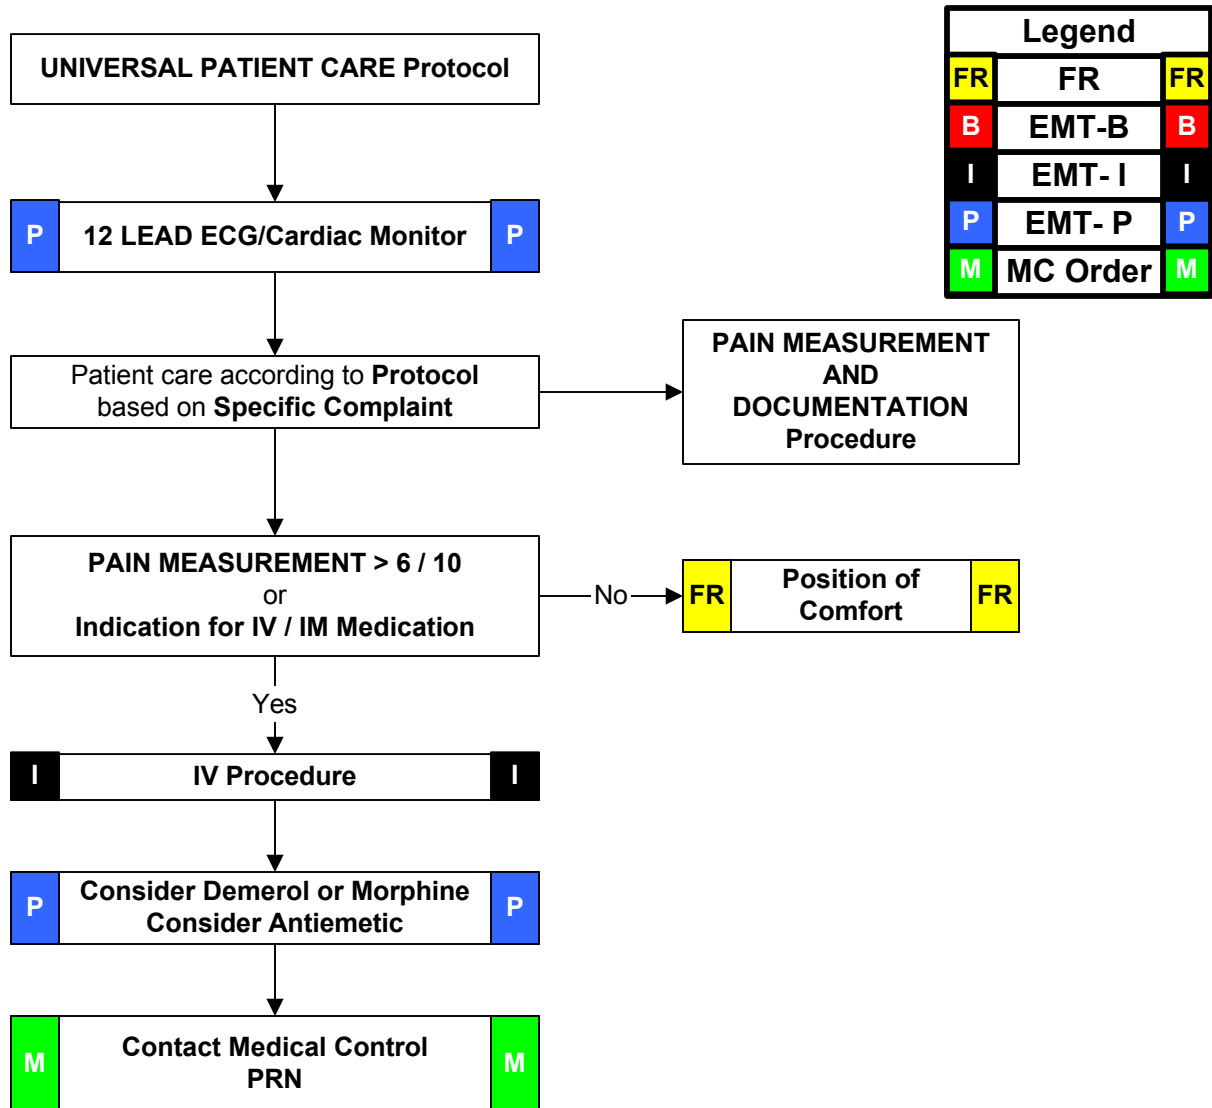 UNIVERSAL PATIENT CARE Protocol
Legend
FR FR FR
B EMT-B B
I EMT- I I
P EMT- P P
M MC Order M
P 12 LEAD ECG/Cardiac Monitor P
Patient care according to Protocol
based on Specific Complaint
PAIN MEASUREMENT
AND
DOCUMENTATION
Procedure
PAIN MEASUREMENT > 6 / 10
or
Indication for IV / IM Medication
No
FR Position of FR
Comfort
Yes
I IV Procedure I
P Consider Demerol or Morphine P
Consider Antiemetic
M Contact Medical Control M
PRN